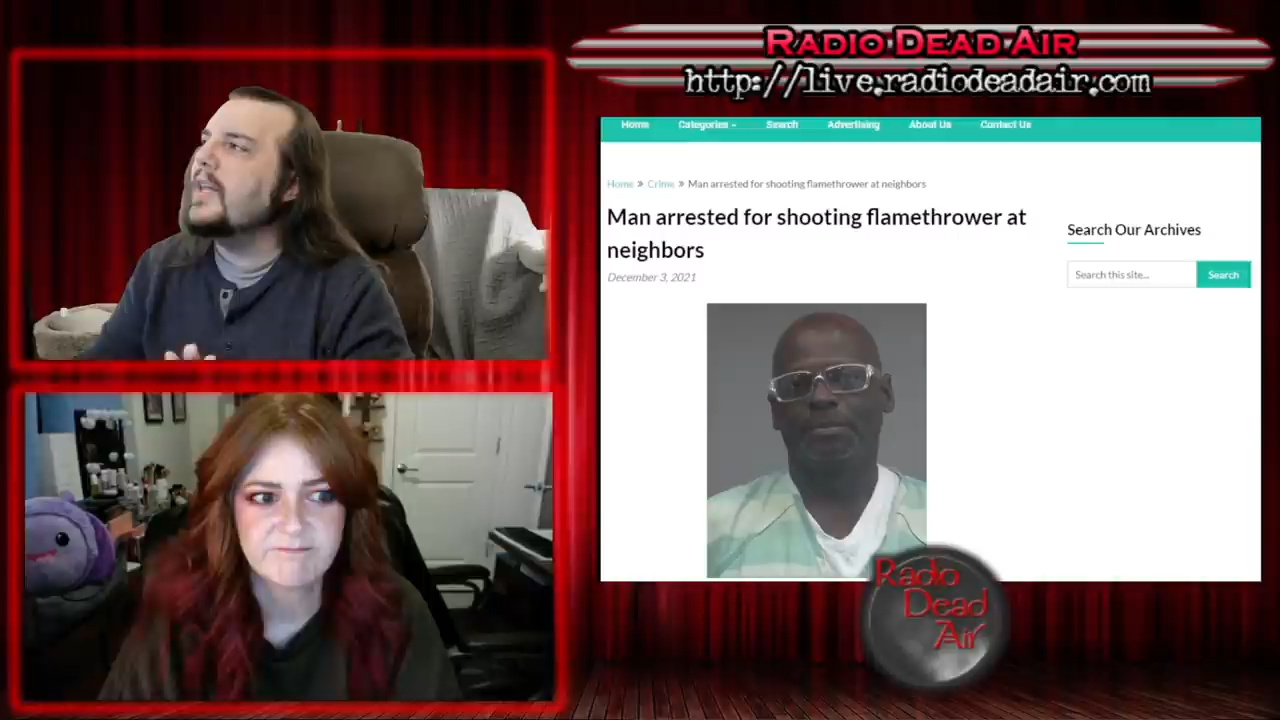 RADIO DEAD AIR
http://live.radiodeadair.com
Home Categories Search Advertising About Us Contact Us
Home » Crime » Man arrested for shooting flamethrower at neighbors
Man arrested for shooting flamethrower at
neighbors
December 3, 2021
Search Our Archives
Search this site... Search
Radio
Dead
Air